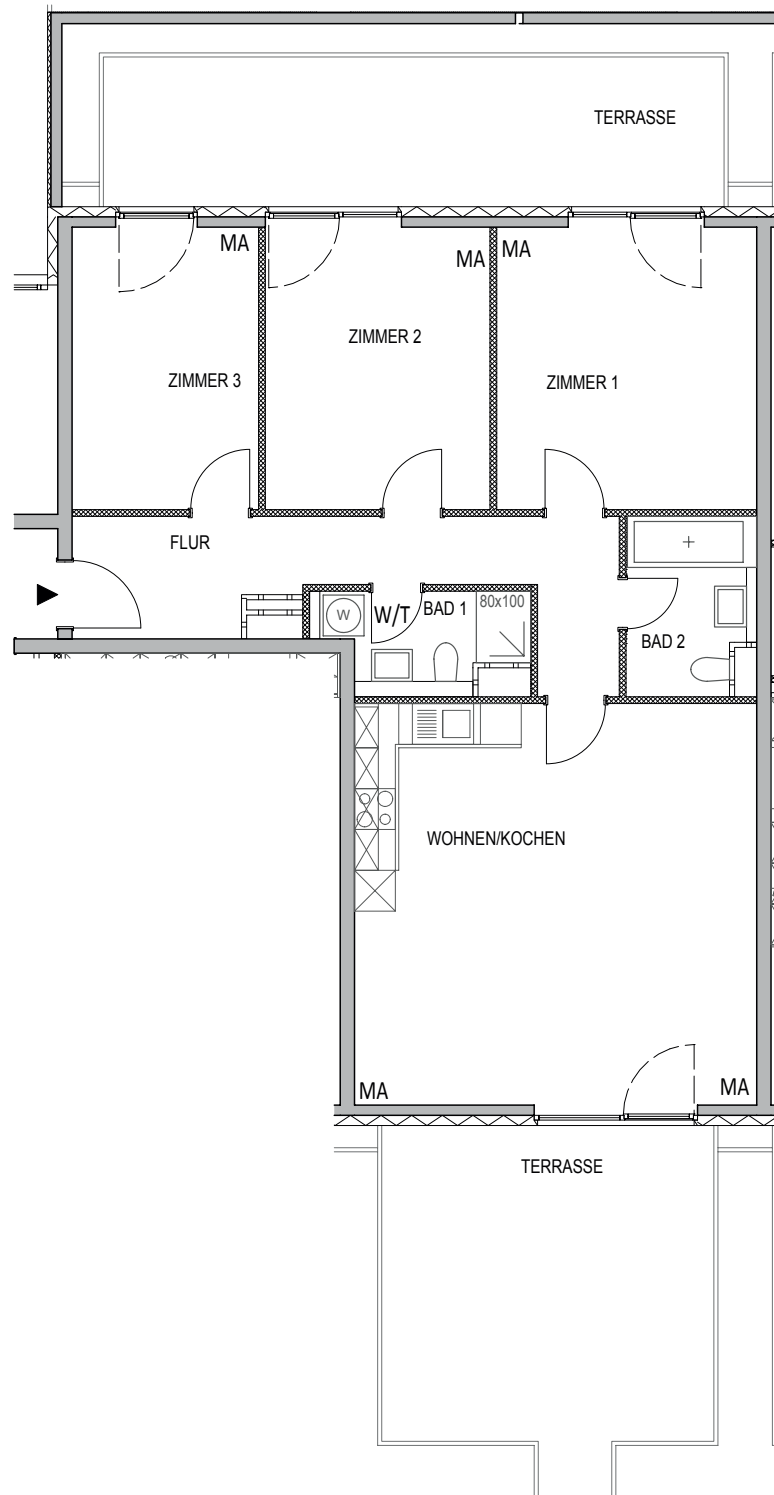 TERRASSE
MA
MA
MA
ZIMMER 2
ZIMMER 3
ZIMMER 1
FLUR
W
W/T
BAD 1
80x100
BAD 2
WOHNEN/KOCHEN
MA
MA
TERRASSE